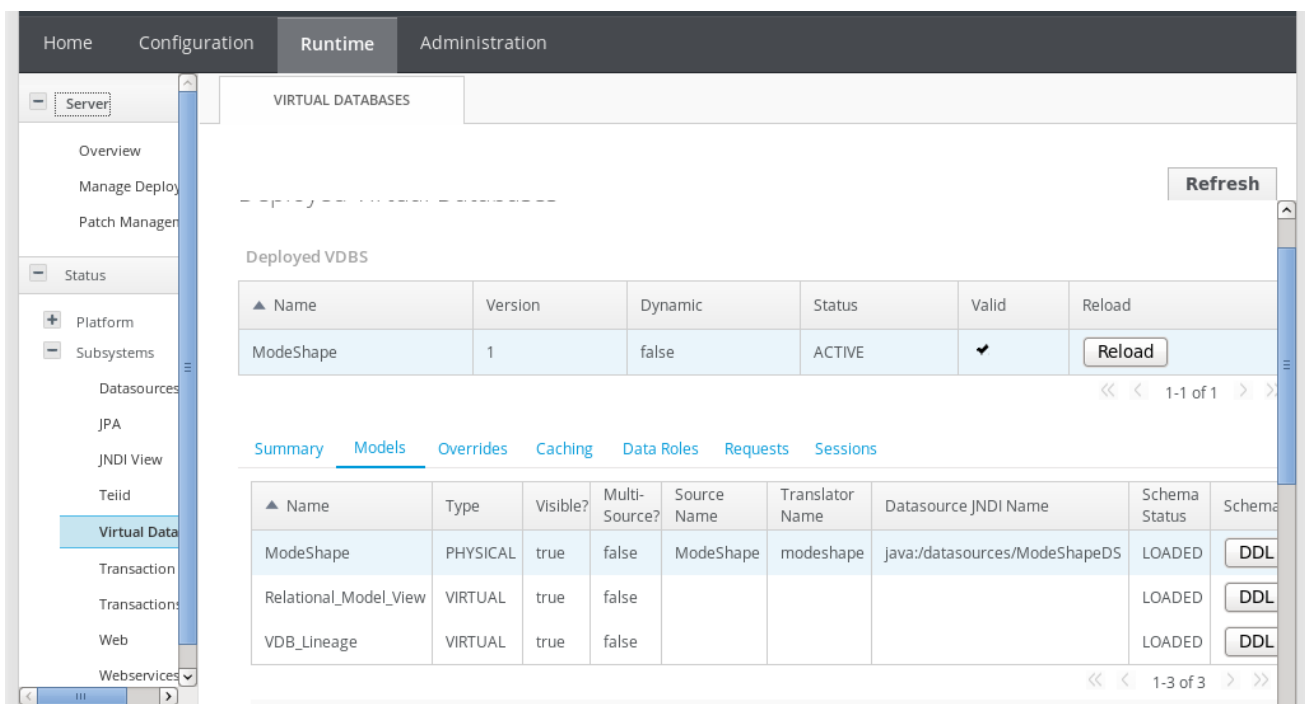 Home Configuration Runtime Administration
Server
VIRTUAL DATABASES
Overview
Manage Deploy
Refresh
Patch Managem
Deployed VDBS
Status
Name Version Dynamic Status Valid Reload
Platform
Subsystems
ModeShape 1 false ACTIVE Reload
Datasources
1-1 of 1
JPA
Summary Models Overrides Caching Data Roles Requests Sessions
JNDI View
Teiid
Name Type Visible? Multi- Source? Source Name Translator Name Datasource JNDI Name Schema Status Schema
Virtual Data
ModeShape PHYSICAL true false ModeShape modeshape java:/datasources/ModeShapeDS LOADED DDL
Transaction
Relational_Model_View VIRTUAL true false LOADED DDL
Transactions
Web
VDB_Lineage VIRTUAL true false LOADED DDL
Webservices
1-3 of 3